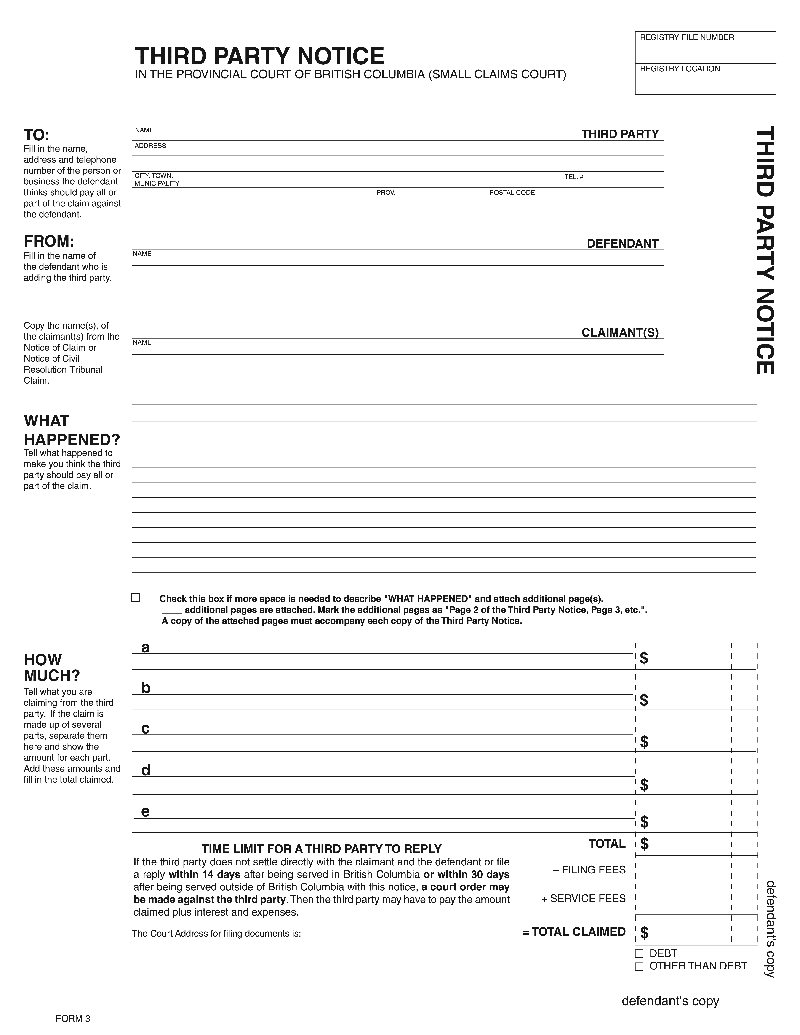 THIRD PARTY NOTICE
IN THE PROVINCIAL COURT OF BRITISH COLUMBIA (SMALL CLAIMS COURT)
REGISTRY FILE NUMBER
REGISTRY LOCATION
THIRD PARTY NOTICE
TO:
Fill in the name,
address and telephone
number of the person or
business the defendant
thinks should pay all or
part of the claim against
the defendant.
NAME
THIRD PARTY
ADDRESS
CITY, TOWN,
MUNICIPALITY
TEL. #
PROV.
POSTAL CODE
FROM:
Fill in the name of
the defendant who is
adding the third party.
DEFENDANT
NAME
Copy the name(s), of
the claimant(s) from the
Notice of Claim or
Notice of Civil
Resolution Tribunal
Claim.
CLAIMANT(S)
NAME
WHAT
HAPPENED?
Tell what happened to
make you think the third
party should pay all or
part of the claim.
Check this box if more space is needed to describe "WHAT HAPPENED" and attach additional page(s).
____ additional pages are attached. Mark the additional pages as "Page 2 of the Third Party Notice, Page 3, etc.".
A copy of the attached pages must accompany each copy of the Third Party Notice.
HOW
MUCH?
Tell what you are
claiming from the third
party. If the claim is
made up of several
parts, separate them
here and show the
amount for each part.
Add these amounts and
fill in the total claimed.
a
$
b
$
c
$
d
$
e
$
TIME LIMIT FOR A THIRD PARTY TO REPLY
If the third party does not settle directly with the claimant and the defendant or file
a reply within 14 days after being served in British Columbia or within 30 days
after being served outside of British Columbia with this notice, a court order may
be made against the third party. Then the third party may have to pay the amount
claimed plus interest and expenses.
The Court Address for filing documents is:
TOTAL $
– FILING FEES
+ SERVICE FEES
= TOTAL CLAIMED $
DEBT
OTHER THAN DEBT
defendant's copy
defendant's copy
FORM 3